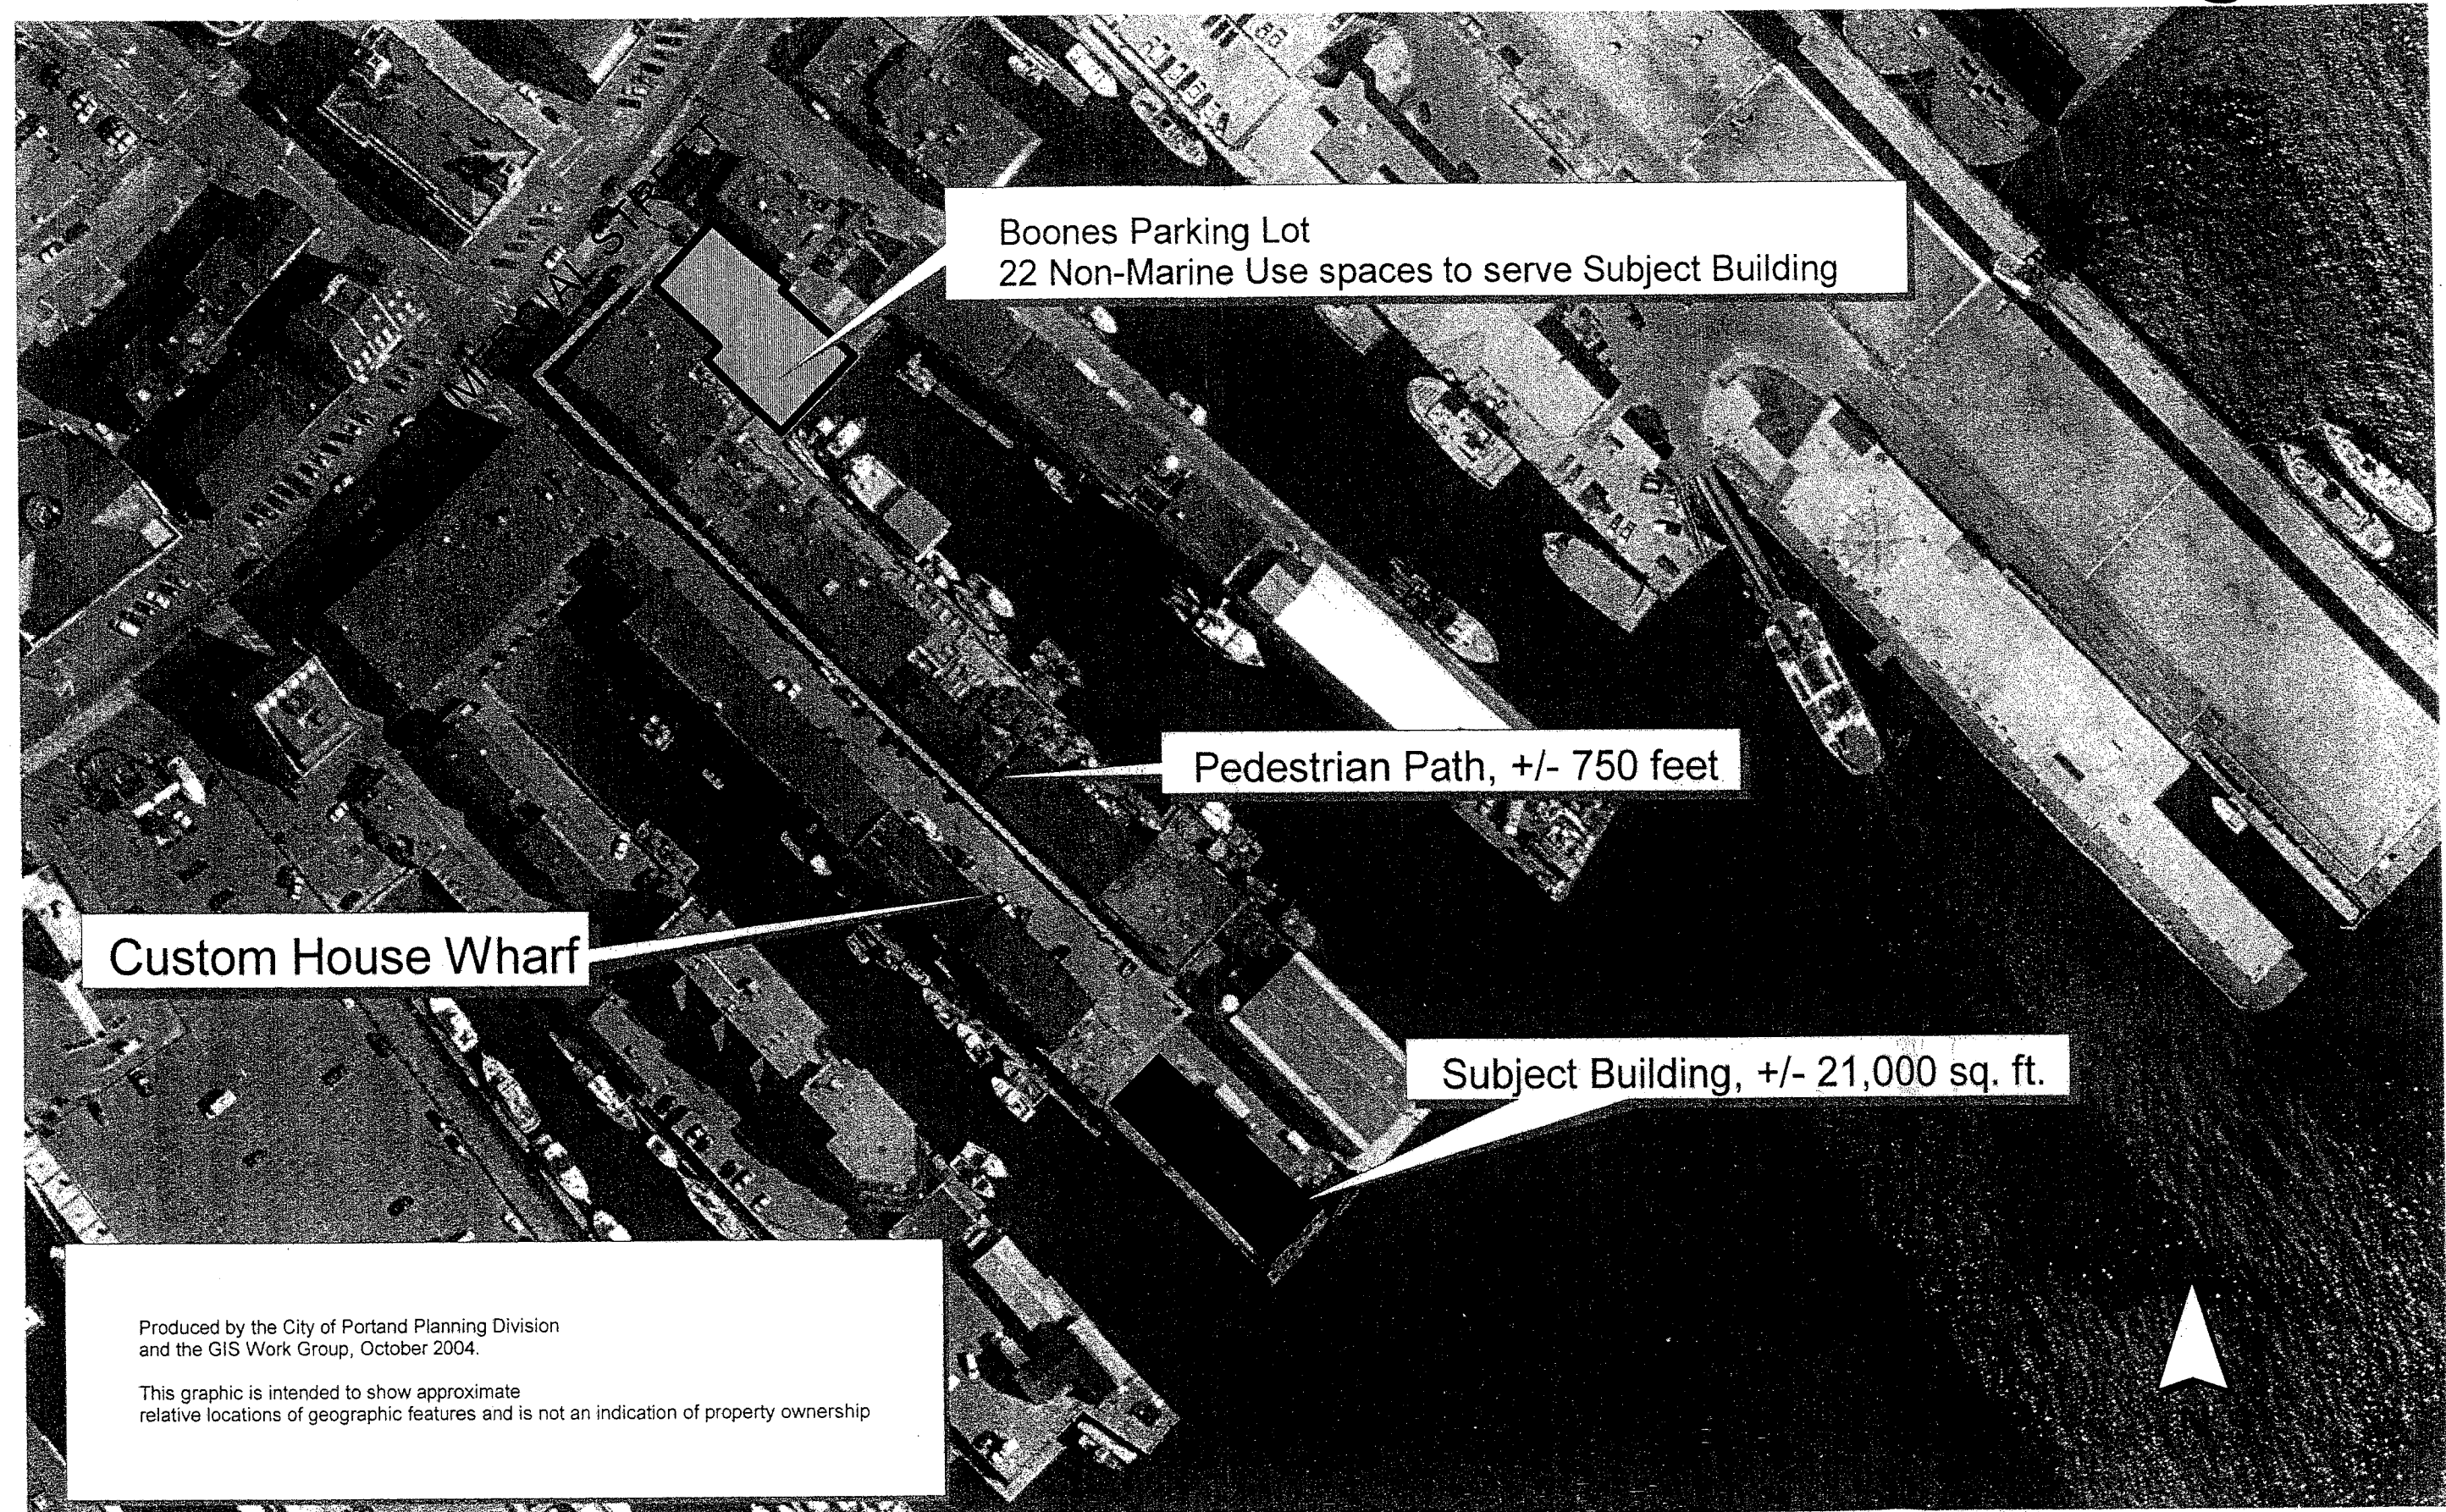 Boones Parking Lot
22 Non-Marine Use spaces to serve Subject Building
Pedestrian Path, +/- 750 feet
Custom House Wharf
Subject Building, +/- 21,000 sq. ft.
Produced by the City of Portand Planning Division
and the GIS Work Group, October 2004.
This graphic is intended to show approximate
relative locations of geographic features and is not an indication of property ownership